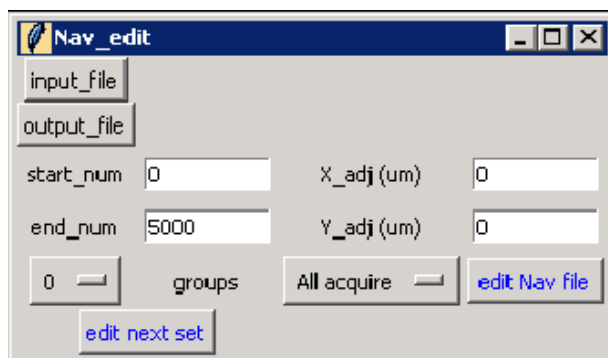 Nav_edit
input_file
output_file
start_num 0 X_adj (um) 0
end_num 5000 Y_adj (um) 0
0 groups All acquire edit Nav file
edit next set